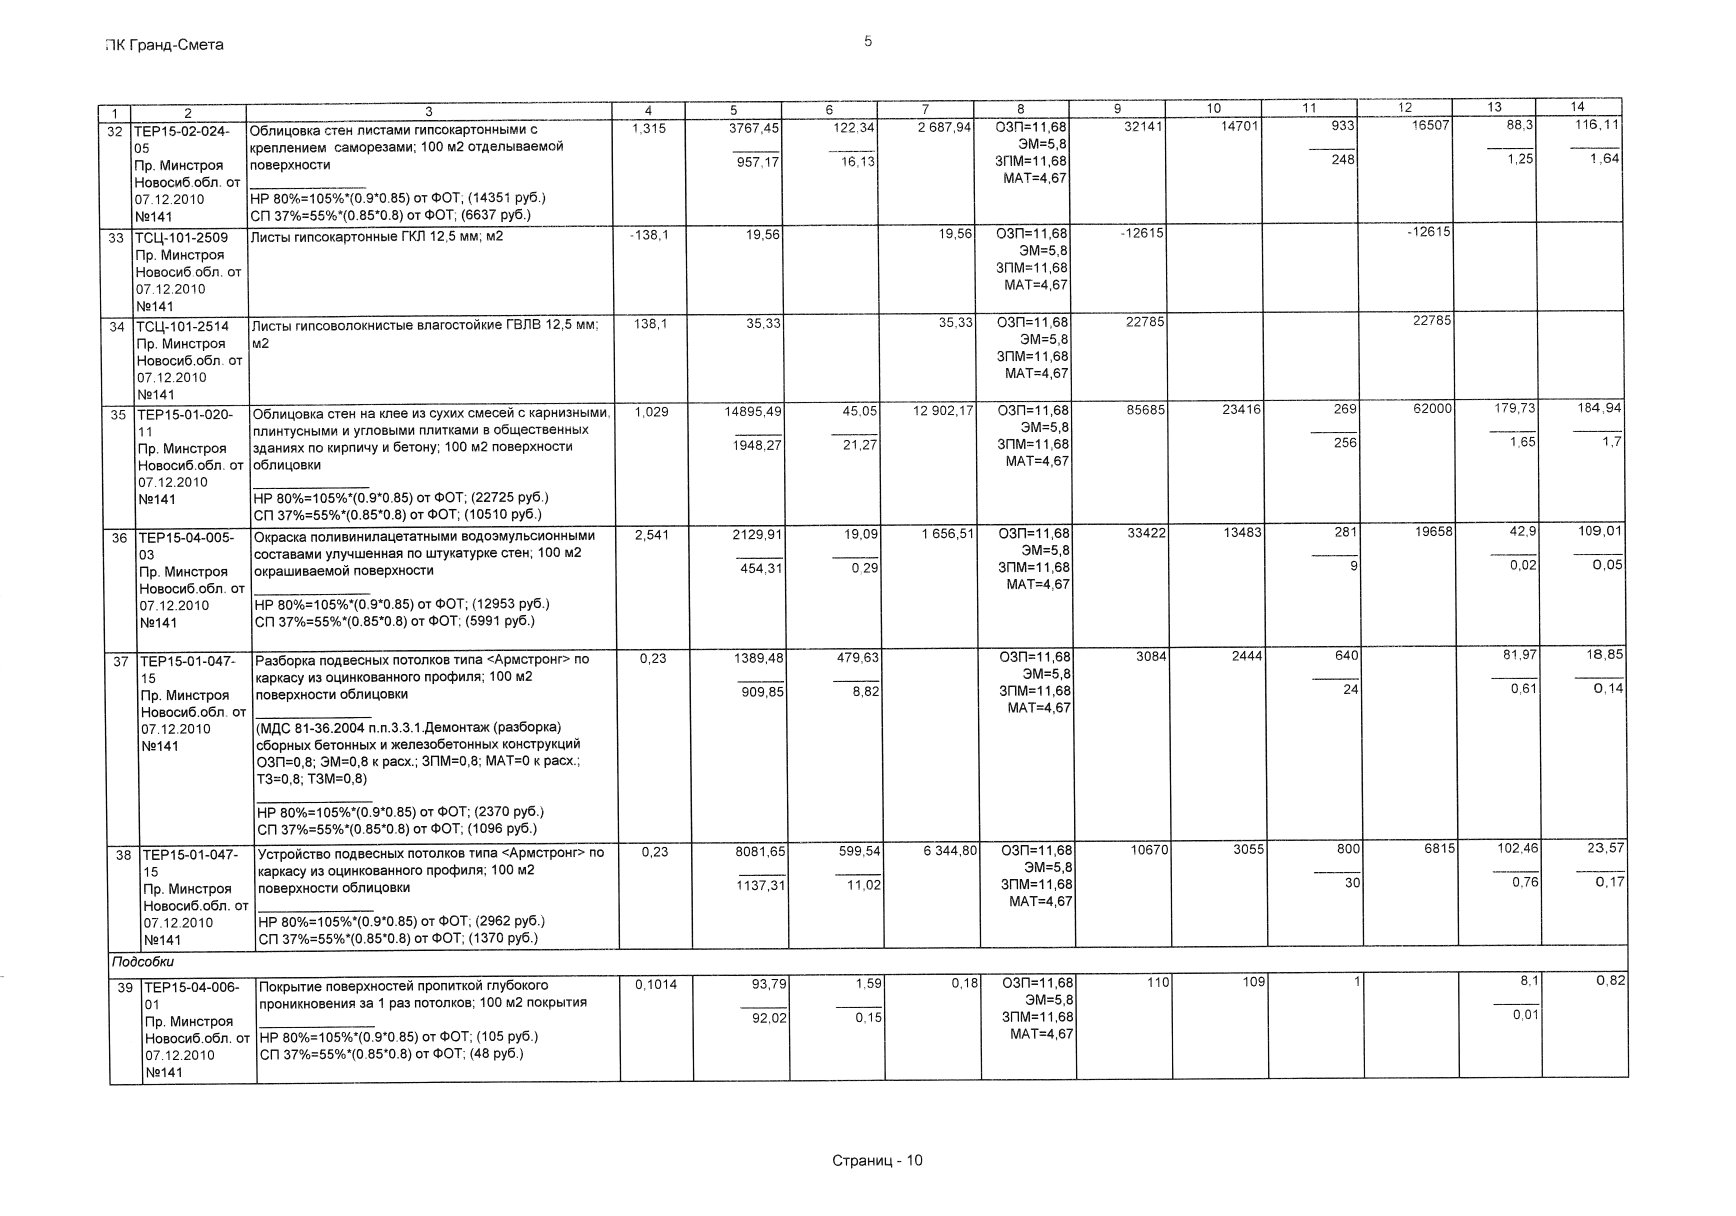 ПК Гранд-Смета
5
1 2 3 4 5 6 7 8 9 10 11 12 13 14
32 ТЕР15-02-024- Облицовка стен листами гипсокартонными с 1,315 3767,45 122,34 2 687,94 ОЗП=11,68 32141 14701 933 16507 88,3 116,11
05 креплением саморезами; 100 м2 отделываемой ЭМ=5,8
Пр. Минстроя поверхности 957,17 16,13 ЗПМ=11,68 248 1,25 1,64
Новосиб.обл. от МАТ=4,67
07.12.2010 НР 80%=105%*(0.9*0.85) от ФОТ; (14351 руб.)
№141 СП 37%=55%*(0.85*0.8) от ФОТ; (6637 руб.)
33 ТСЦ-101-2509 Листы гипсокартонные ГКЛ 12,5 мм; м2 -138,1 19,56 19,56 ОЗП=11,68 -12615 -12615
Пр. Минстроя ЭМ=5,8
Новосиб.обл. от ЗПМ=11,68
07.12.2010 МАТ=4,67
№141
34 ТСЦ-101-2514 Листы гипсоволокнистые влагостойкие ГВЛВ 12,5 мм; 138,1 35,33 35,33 ОЗП=11,68 22785 22785
Пр. Минстроя м2 ЭМ=5,8
Новосиб.обл. от ЗПМ=11,68
07.12.2010 МАТ=4,67
№141
35 ТЕР15-01-020- Облицовка стен на клее из сухих смесей с карнизными, 1,029 14895,49 45,05 12 902,17 ОЗП=11,68 85685 23416 269 62000 179,73 184,94
11 плинтусными и угловыми плитками в общественных ЭМ=5,8
Пр. Минстроя зданиях по кирпичу и бетону; 100 м2 поверхности 1948,27 21,27 ЗПМ=11,68 256 1,65 1,7
Новосиб.обл. от облицовки МАТ=4,67
07.12.2010
№141 НР 80%=105%*(0.9*0.85) от ФОТ; (22725 руб.)
СП 37%=55%*(0.85*0.8) от ФОТ; (10510 руб.)
36 ТЕР15-04-005- Окраска поливинилацетатными водоэмульсионными 2,541 2129,91 19,09 1 656,51 ОЗП=11,68 33422 13483 281 19658 42,9 109,01
03 составами улучшенная по штукатурке стен; 100 м2 ЭМ=5,8
Пр. Минстроя окрашиваемой поверхности 454,31 0,29 ЗПМ=11,68 9 0,02 0,05
Новосиб.обл. от МАТ=4,67
07.12.2010 НР 80%=105%*(0.9*0.85) от ФОТ; (12953 руб.)
№141 СП 37%=55%*(0.85*0.8) от ФОТ; (5991 руб.)
37 ТЕР15-01-047- Разборка подвесных потолков типа <Армстронг> по 0,23 1389,48 479,63 ОЗП=11,68 3084 2444 640 81,97 18,85
15 каркасу из оцинкованного профиля; 100 м2 ЭМ=5,8
Пр. Минстроя поверхности облицовки 909,85 8,82 ЗПМ=11,68 24 0,61 0,14
Новосиб.обл. от МАТ=4,67
07.12.2010 (МДС 81-36.2004 п.п.3.3.1.Демонтаж (разборка)
№141 сборных бетонных и железобетонных конструкций
ОЗП=0,8; ЭМ=0,8 к расх.; ЗПМ=0,8; МАТ=0 к расх.;
ТЗ=0,8; ТЗМ=0,8)
НР 80%=105%*(0.9*0.85) от ФОТ; (2370 руб.)
СП 37%=55%*(0.85*0.8) от ФОТ; (1096 руб.)
38 ТЕР15-01-047- Устройство подвесных потолков типа <Армстронг> по 0,23 8081,65 599,54 6 344,80 ОЗП=11,68 10670 3055 800 6815 102,46 23,57
15 каркасу из оцинкованного профиля; 100 м2 ЭМ=5,8
Пр. Минстроя поверхности облицовки 1137,31 11,02 ЗПМ=11,68 30 0,76 0,17
Новосиб.обл. от МАТ=4,67
07.12.2010 НР 80%=105%*(0.9*0.85) от ФОТ; (2962 руб.)
№141 СП 37%=55%*(0.85*0.8) от ФОТ; (1370 руб.)
Подсобки
39 ТЕР15-04-006- Покрытие поверхностей пропиткой глубокого 0,1014 93,79 1,59 0,18 ОЗП=11,68 110 109 1 8,1 0,82
01 проникновения за 1 раз потолков; 100 м2 покрытия ЭМ=5,8
Пр. Минстроя 92,02 0,15 ЗПМ=11,68 0,01
Новосиб.обл. от НР 80%=105%*(0.9*0.85) от ФОТ; (105 руб.) МАТ=4,67
07.12.2010 СП 37%=55%*(0.85*0.8) от ФОТ; (48 руб.)
№141
Страниц - 10